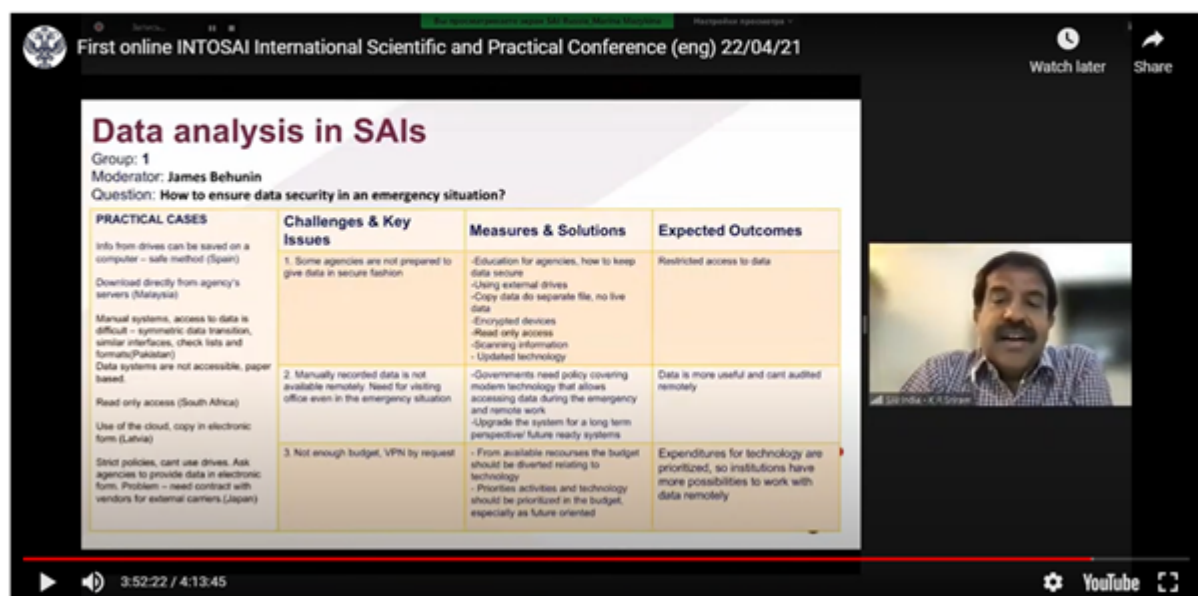 Запись...
Вы просматриваете экран SAI Russia_Marina
Настройки просмотра
First online INTOSAI International Scientific and Practical Conference (eng) 22/04/21
Watch later
Share
Data analysis in SAIs
Group: 1
Moderator: James Behunin
Question: How to ensure data security in an emergency situation?
PRACTICAL CASES
Info from drives can be saved on a
computer – safe method (Spain)
Download directly from agency's
servers (Malaysia)
Manual systems, access to data is
difficult – symmetric data transition,
similar interfaces, check lists and
formats(Pakistan)
Data systems are not accessible, paper
based.
Read only access (South Africa)
Use of the cloud, copy in electronic
form (Latvia)
Strict policies, cant use drives. Ask
agencies to provide data in electronic
form. Problem – need contract with
vendors for external carriers.(Japan)
Challenges & Key
Issues
1. Some agencies are not prepared to
give data in secure fashion
2. Manually recorded data is not
available remotely. Need for visiting
office even in the emergency situation
3. Not enough budget, VPN by request
Measures & Solutions
-Education for agencies, how to keep
data secure
-Using external drives
-Copy data do separate file, no live
data
-Encrypted devices
-Read only access
-Scanning information
- Updated technology
-Governments need policy covering
modern technology that allows
accessing data during the emergency
and remote work
-Upgrade the system for a long term
perspective/ future ready systems
- From available recourses the budget
should be diverted relating to
technology
- Priorities activities and technology
should be prioritized in the budget,
especially as future oriented
Expected Outcomes
Restricted access to data
Data is more useful and cant audited
remotely
Expenditures for technology are
prioritized, so institutions have
more possibilities to work with
data remotely
SAI India - K R Sriram
3:52:22 / 4:13:45
YouTube